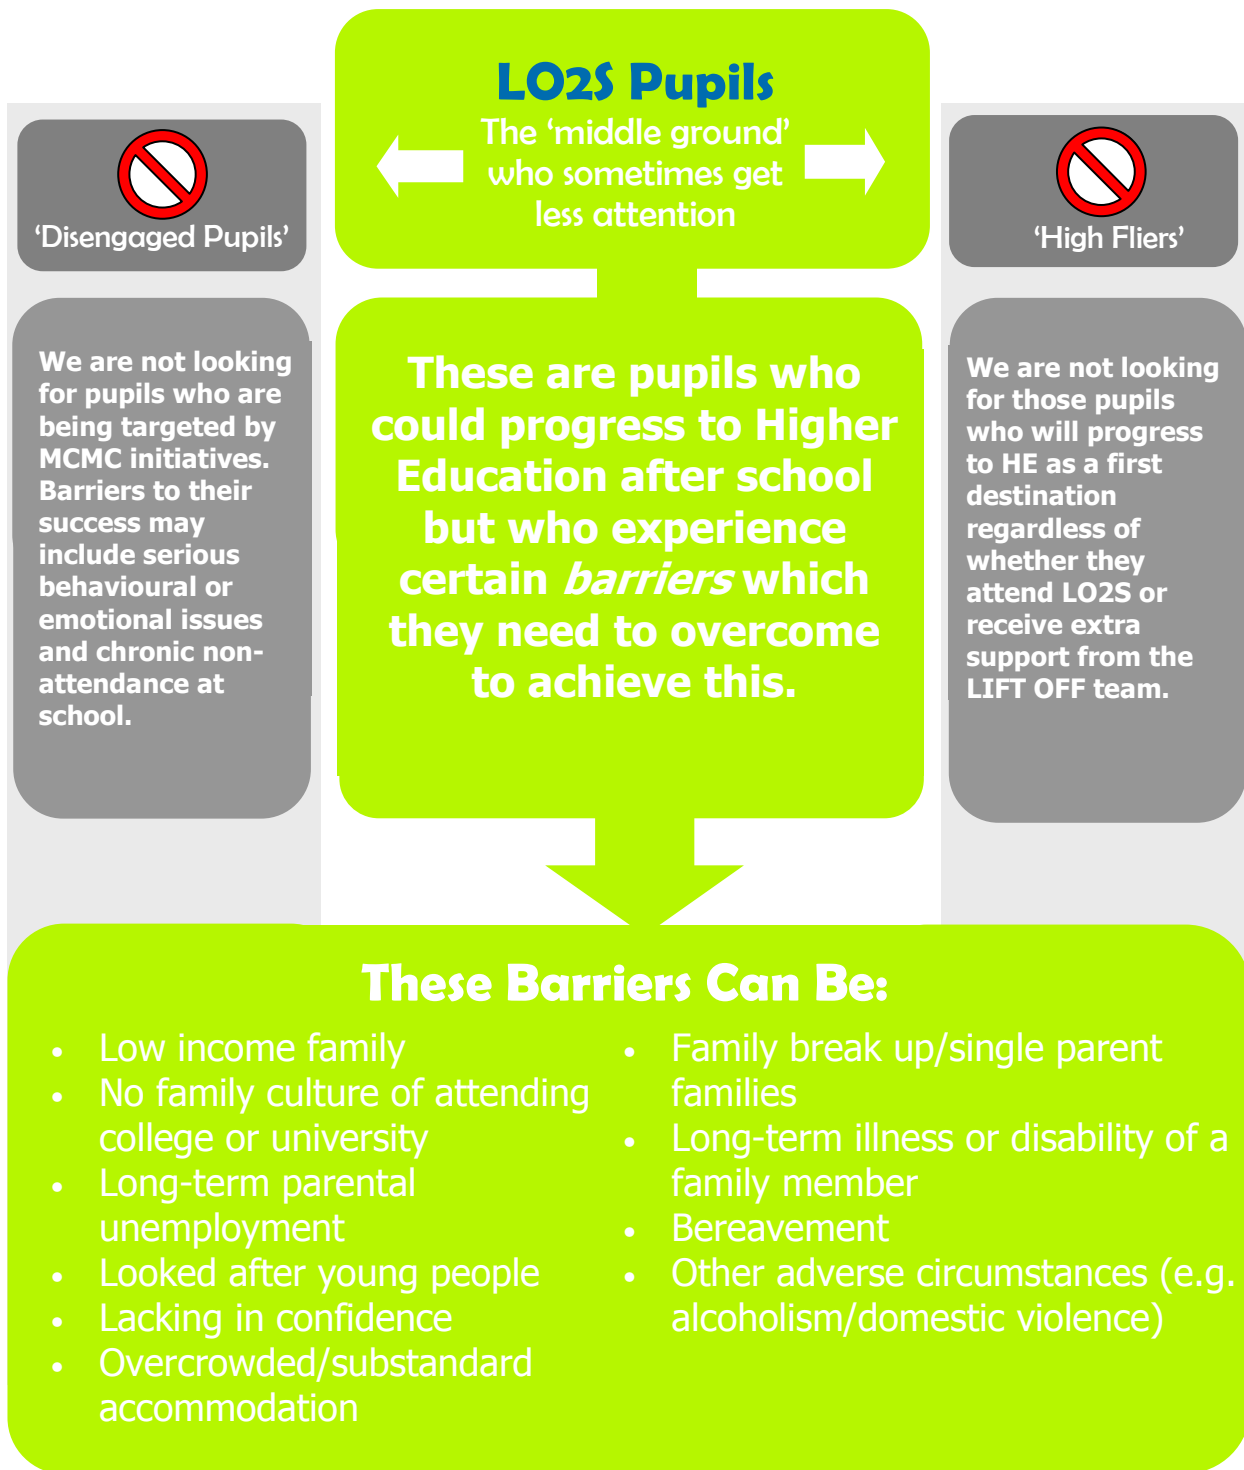 LO2S Pupils
The ‘middle ground’
who sometimes get
less attention
‘Disengaged Pupils’
‘High Fliers’
We are not looking
for pupils who are
being targeted by
MCMC initiatives.
Barriers to their
success may
include serious
behavioural or
emotional issues
and chronic non-
attendance at
school.
These are pupils who
could progress to Higher
Education after school
but who experience
certain barriers which
they need to overcome
to achieve this.
We are not looking
for those pupils
who will progress
to HE as a first
destination
regardless of
whether they
attend LO2S or
receive extra
support from the
LIFT OFF team.
These Barriers Can Be:
• Low income family
• No family culture of attending
college or university
• Long-term parental
unemployment
• Looked after young people
• Lacking in confidence
• Overcrowded/substandard
accommodation
• Family break up/single parent
families
• Long-term illness or disability of a
family member
• Bereavement
• Other adverse circumstances (e.g.
alcoholism/domestic violence)